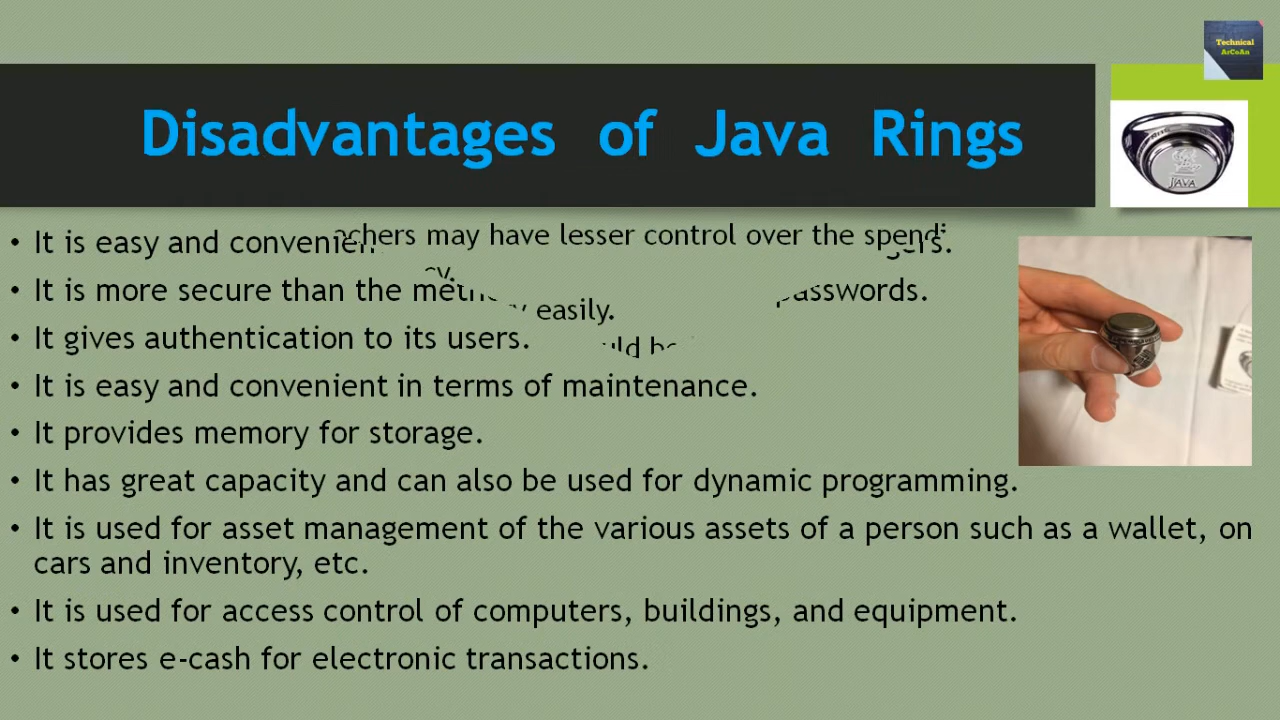 Technical
ArCoAn
Disadvantages of Java Rings
JAVA
may have lesser control over the
• It is easy and
• It is more secure than the passwords.
easily.
• It gives authentication to its users.
• It is easy and convenient in terms of maintenance.
• It provides memory for storage.
• It has great capacity and can also be used for dynamic programming.
• It is used for asset management of the various assets of a person such as a wallet, on
cars and inventory, etc.
• It is used for access control of computers, buildings, and equipment.
• It stores e-cash for electronic transactions.